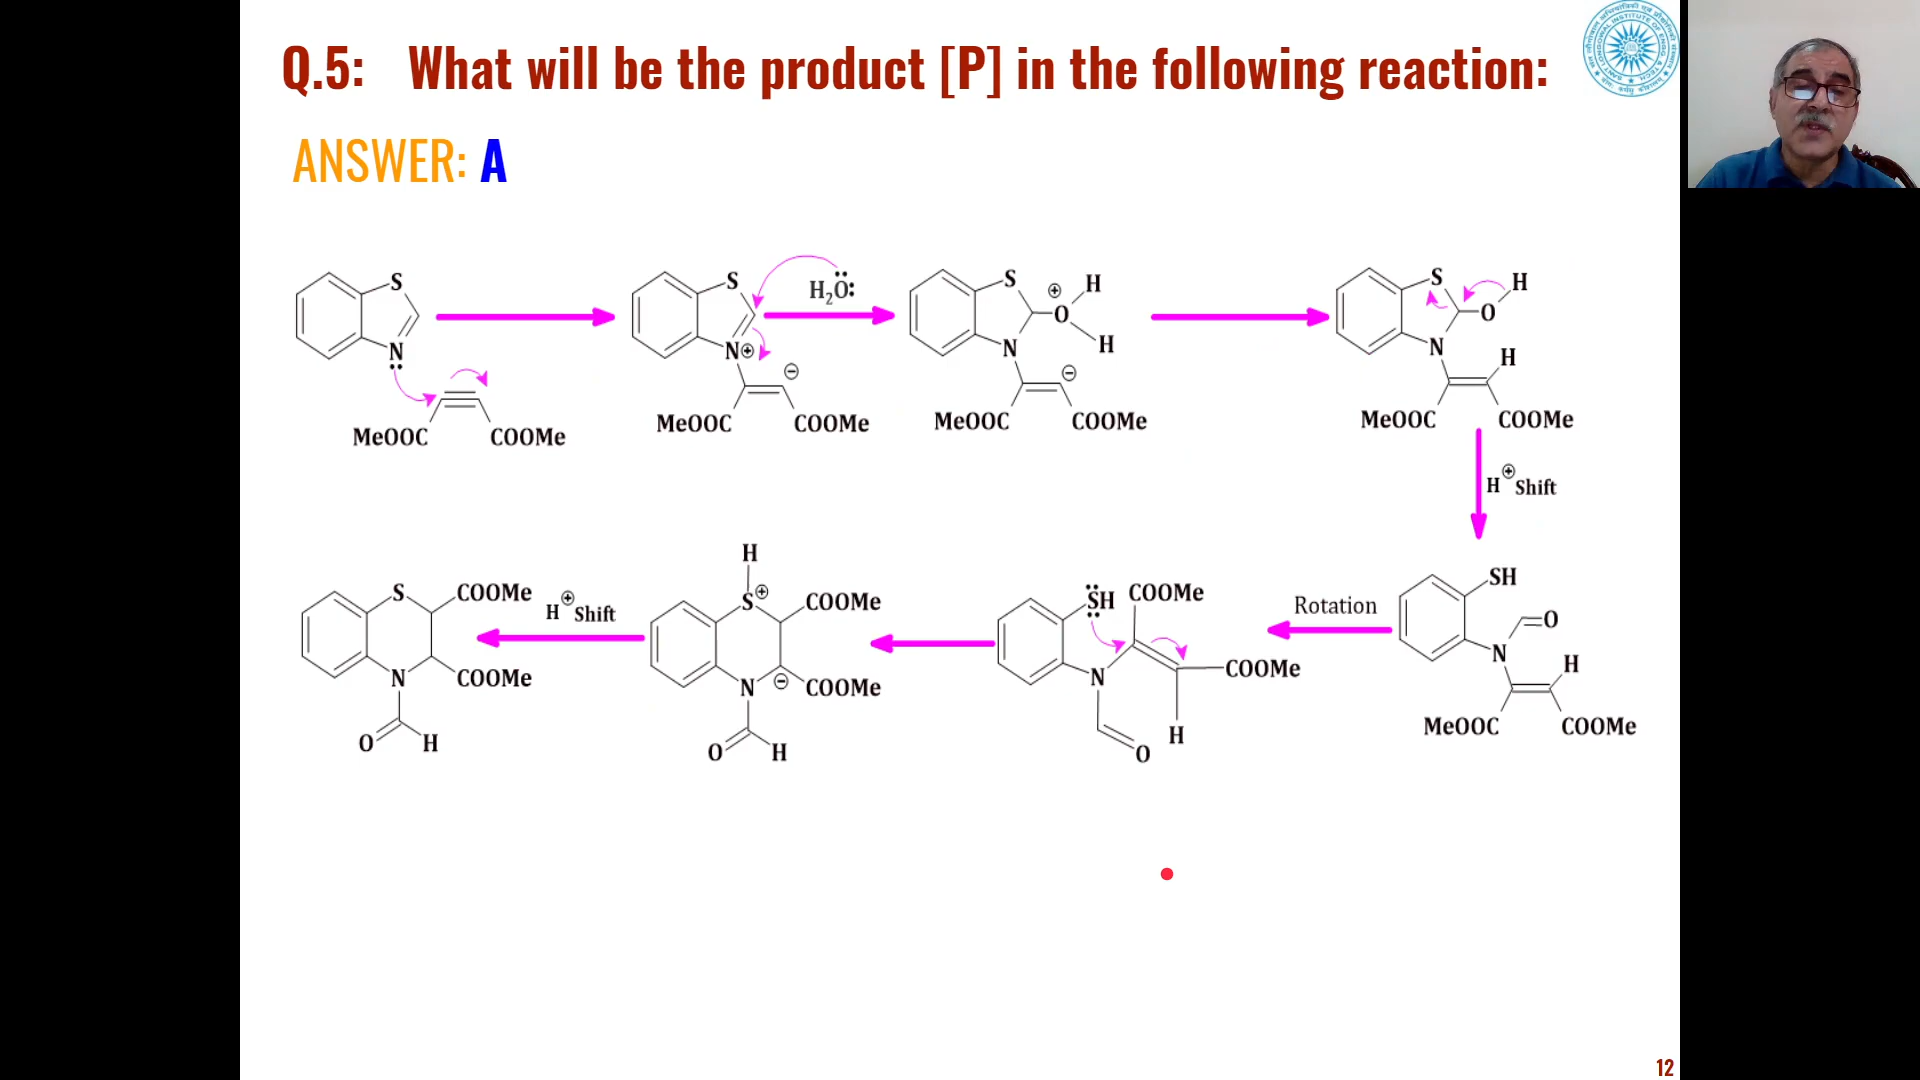 Q.5: What will be the product [P] in the following reaction:
ANSWER: A
S
N
MeOOC COOMe
S
N⊕
⊖
MeOOC COOMe
H₂O:
S
⊕
H
O
H
N
⊖
MeOOC COOMe
S
H
O
N
H
MeOOC COOMe
H⊕ Shift
SH
O
N
H
MeOOC COOMe
Rotation
SH
COOMe
COOMe
N
H
O
H
S⊕
COOMe
N
⊖
COOMe
O H
H⊕ Shift
S
COOMe
COOMe
N
O H
12